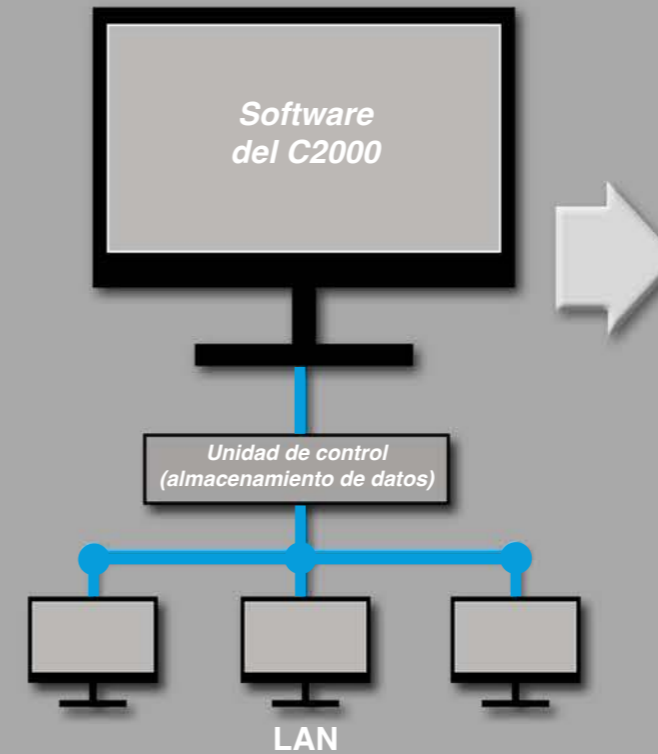 Software
del C2000
Unidad de control
(almacenamiento de datos)
LAN